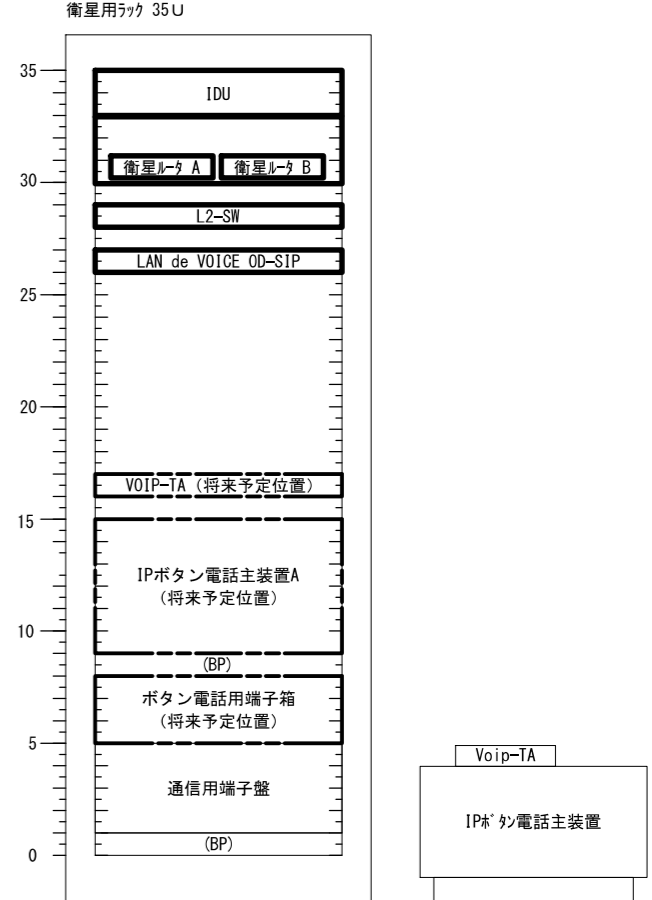 衛星用ﾗｯｸ 35U
35
IDU
衛星ﾙｰﾀ A
衛星ﾙｰﾀ B
30
L2-SW
LAN de VOICE OD-SIP
25
20
VOIP-TA（将来予定位置）
15
IPボタン電話主装置A
（将来予定位置）
10
(BP)
ボタン電話用端子箱
（将来予定位置）
5
Voip-TA
通信用端子盤
IPﾎﾞﾀﾝ電話主装置
(BP)
0